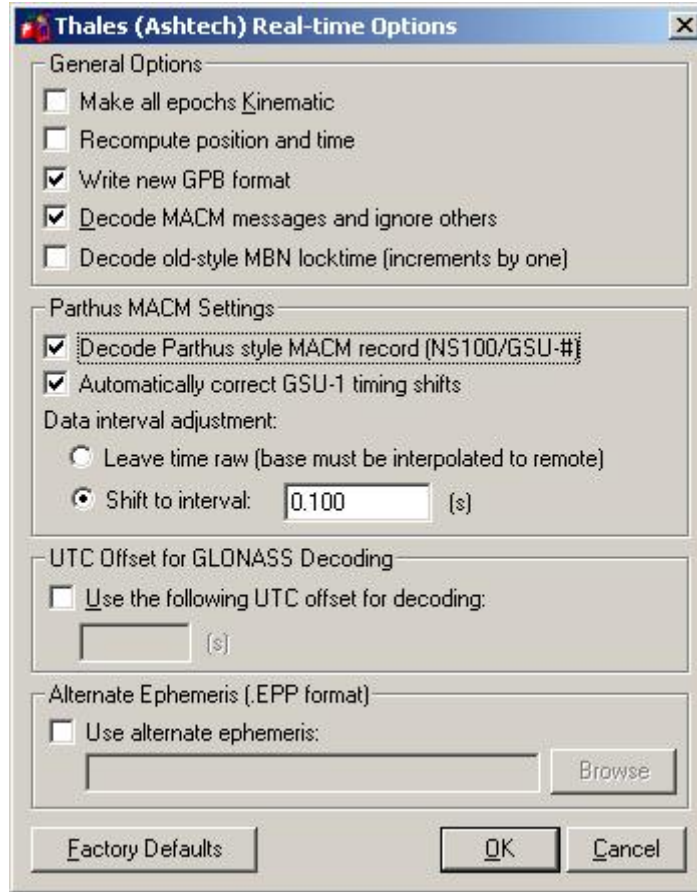 Thales (Ashtech) Real-time Options
General Options
Make all epochs Kinematic
Recompute position and time
Write new GPB format
Decode MACM messages and ignore others
Decode old-style MBN locktime (increments by one)
Parthus MACM Settings
Decode Parthus style MACM record (NS100/GSU-#)
Automatically correct GSU-1 timing shifts
Data interval adjustment:
Leave time raw (base must be interpolated to remote)
Shift to interval: 0.100 (s)
UTC Offset for GLONASS Decoding
Use the following UTC offset for decoding:
(s)
Alternate Ephemeris (.EPP format)
Use alternate ephemeris:
Browse
Factory Defaults OK Cancel